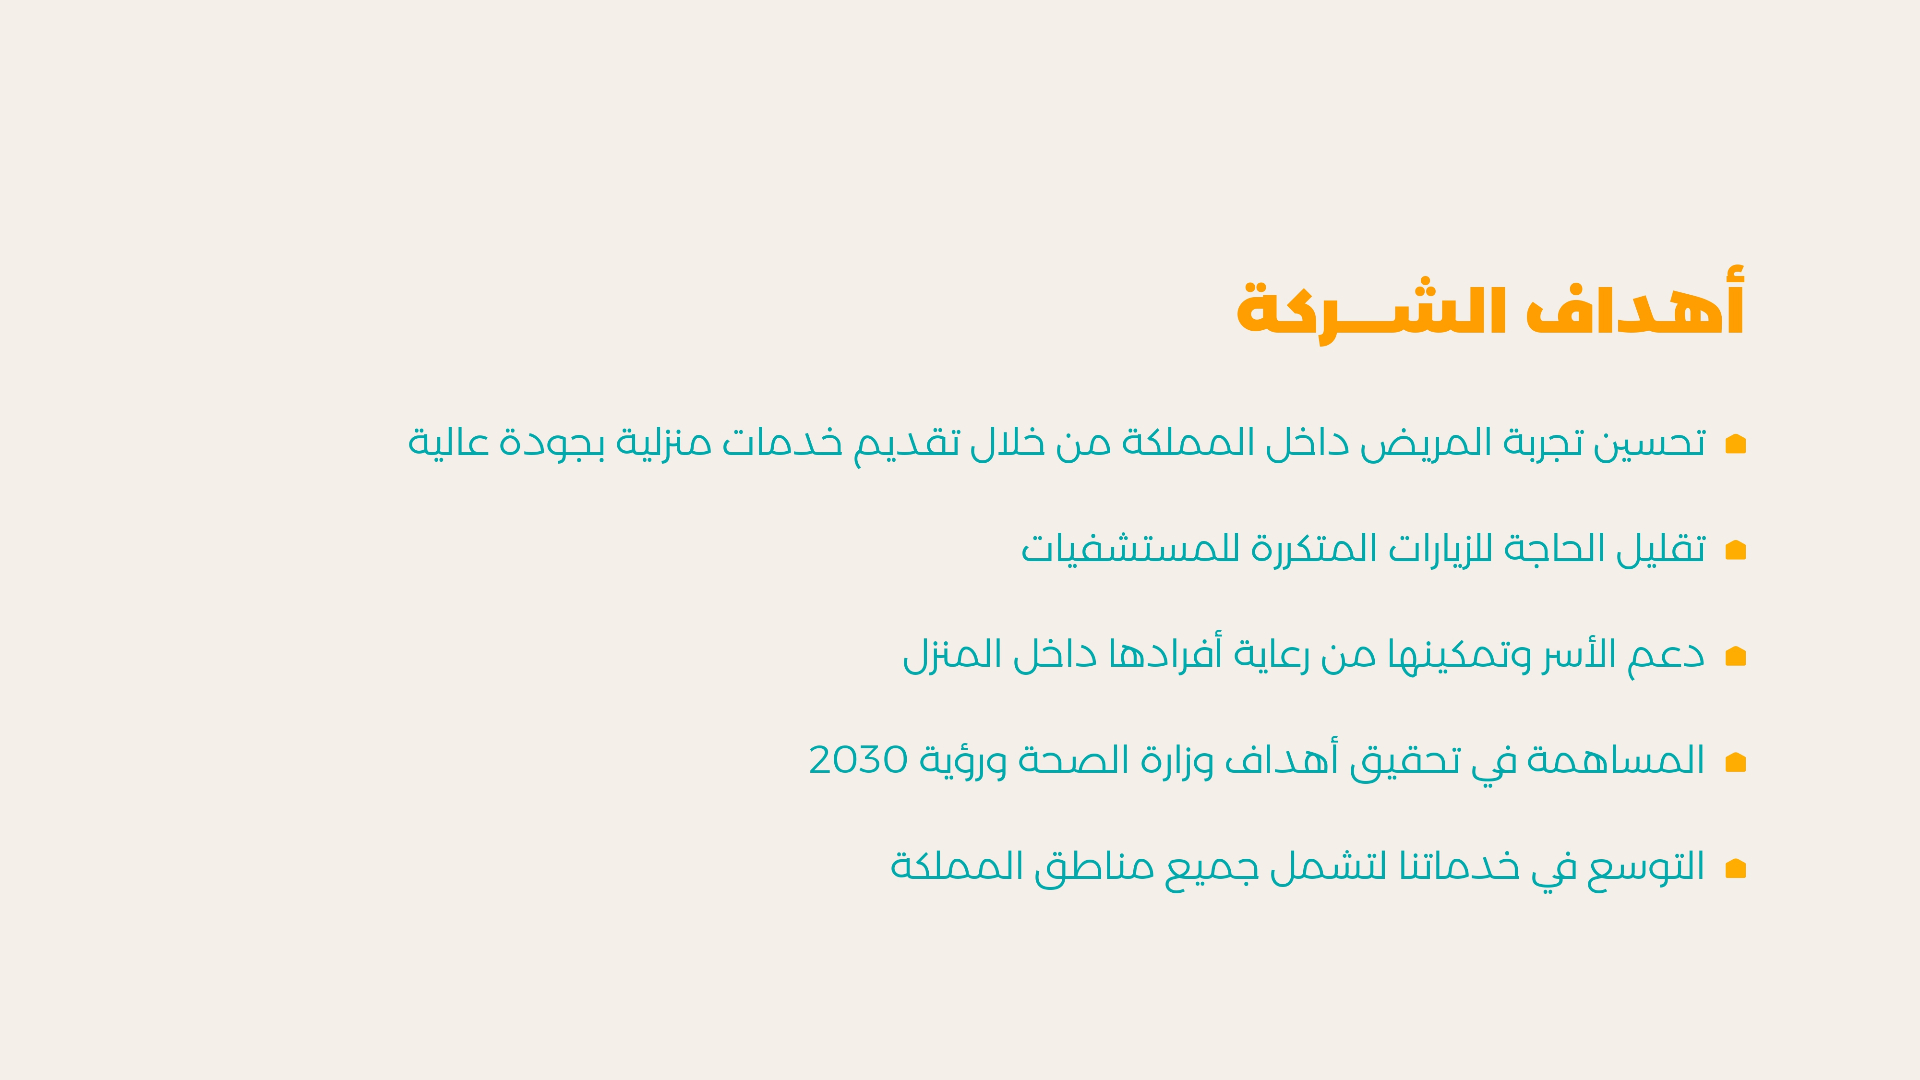 أهداف الشـــركة
تحسين تجربة المريض داخل المملكة من خلال تقديم خدمات منزلية بجودة عالية
تقليل الحاجة للزيارات المتكررة للمستشفيات
دعم الأسر وتمكينها من رعاية أفرادها داخل المنزل
المساهمة في تحقيق أهداف وزارة الصحة ورؤية 2030
التوسع في خدماتنا لتشمل جميع مناطق المملكة